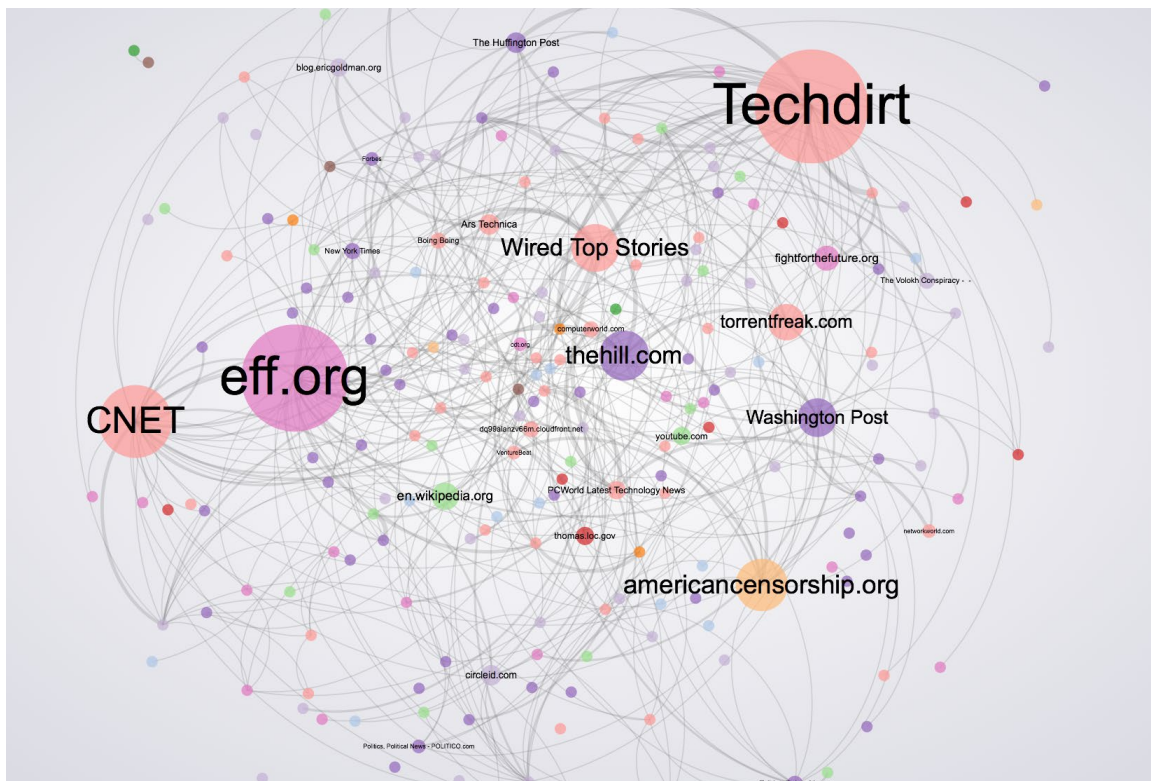 The Huffington Post
blog.ericgoldman.org
Techdirt
Forbes
Ars Technica
Boing Boing
Wired Top Stories
New York Times
fightforthefuture.org
The Volokh Conspiracy - -
torrentfreak.com
computerworld.com
cdt.org
thehill.com
eff.org
CNET
Washington Post
dq99alanzv66m.cloudfront.net
youtube.com
VentureBeat
PCWorld Latest Technology News
en.wikipedia.org
networkworld.com
thomas.loc.gov
americancensorship.org
circleid.com
Politics, Political News - POLITICO.com